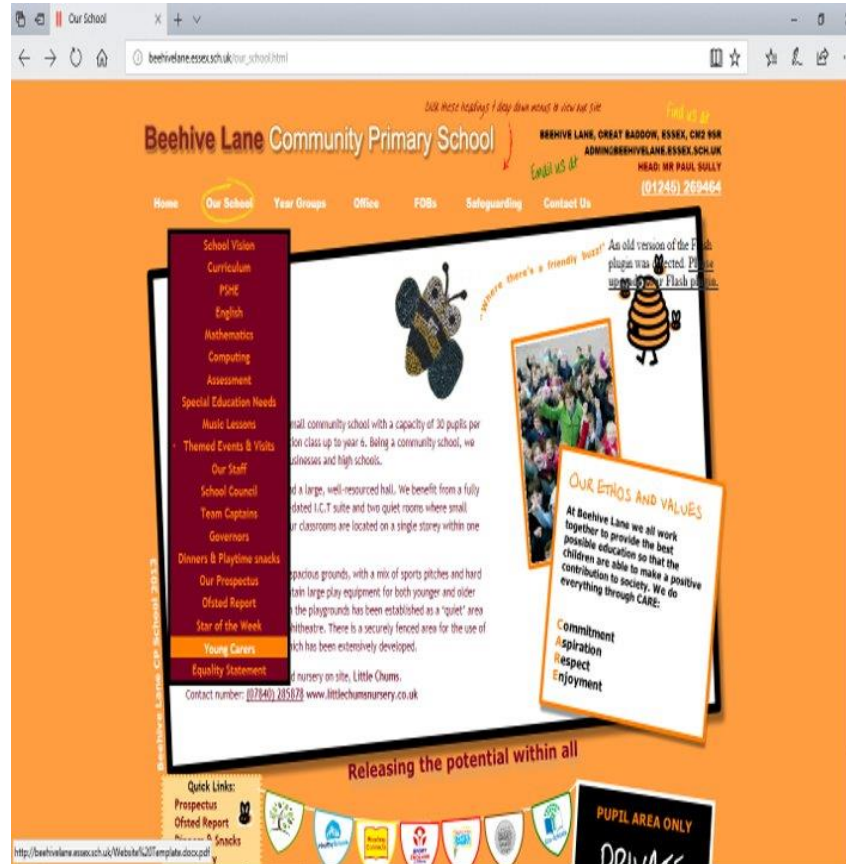 Our School
beehivelane.essex.sch.uk/our_school.html
Click these headings & drop down menus to view our site
Find us at
Beehive Lane Community Primary School
BEEHIVE LANE, GREAT BADDOW, ESSEX, CM2 9SR
ADMIN@BEEHIVELANE.ESSEX.SCH.UK
Email us at
HEAD: MR PAUL SULLY
(01245) 269464
Home Our School Year Groups Office FOBs Safeguarding Contact Us
School Vision
Curriculum
PSHE
English
Mathematics
Computing
Assessment
Special Education Needs
Music Lessons
Themed Events & Visits
Our Staff
School Council
Team Captains
Governors
Dinners & Playtime snacks
Our Prospectus
Ofsted Report
Star of the Week
Young Carers
Equality Statement
"Where there's a friendly buzz!"
An old version of the Flash
plugin was detected. Please
upgrade your Flash plugin.
small community school with a capacity of 30 pupils per
tion class up to year 6. Being a community school, we
usinesses and high schools.
d a large, well-resourced hall. We benefit from a fully
-dated I.C.T suite and two quiet rooms where small
ur classrooms are located on a single storey within one
spacious grounds, with a mix of sports pitches and hard
tain large play equipment for both younger and older
n the playgrounds has been established as a "quiet" area
phitheatre. There is a securely fenced area for the use of
hich has been extensively developed.
d nursery on site, Little Chums.
Contact number: (07840) 285878 www.littlechumsnursery.co.uk
OUR ETHOS AND VALUES
At Beehive Lane we all work
together to provide the best
possible education so that the
children are able to make a positive
contribution to society. We do
everything through CARE:
Commitment
Aspiration
Respect
Enjoyment
Beehive Lane CP School 2013
Releasing the potential within all
Quick Links:
Prospectus
Ofsted Report
Dinners & Snacks
PUPIL AREA ONLY
PRIVATE
http://beehivelane.essex.sch.uk/Website%20Template.docx.pdf